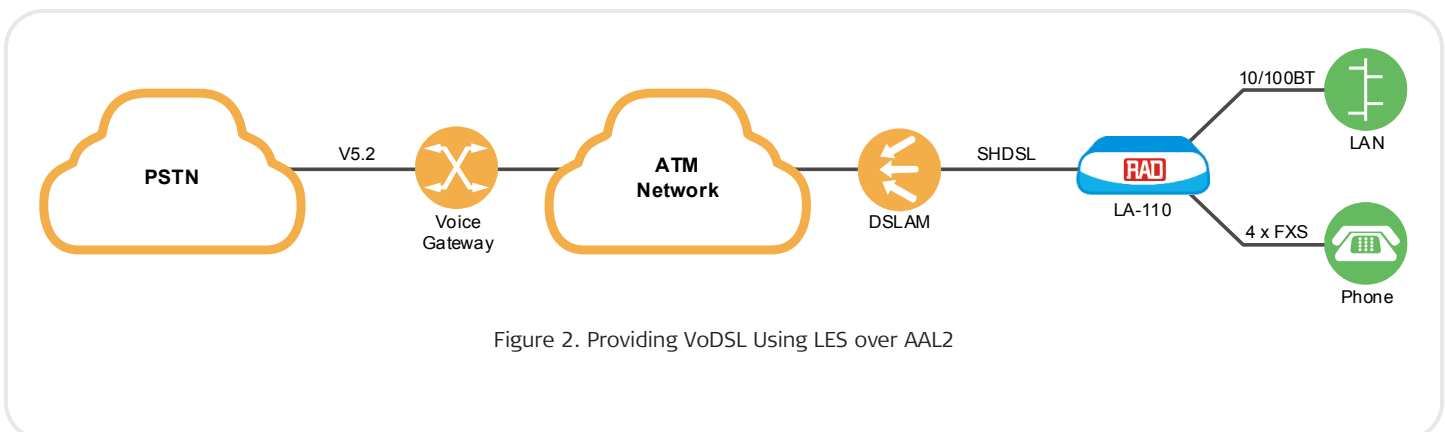 PSTN
V5.2
Voice
Gateway
ATM
Network
DSLAM
SHDSL
RAD
LA-110
10/100BT
LAN
4 x FXS
Phone
Figure 2. Providing VoDSL Using LES over AAL2